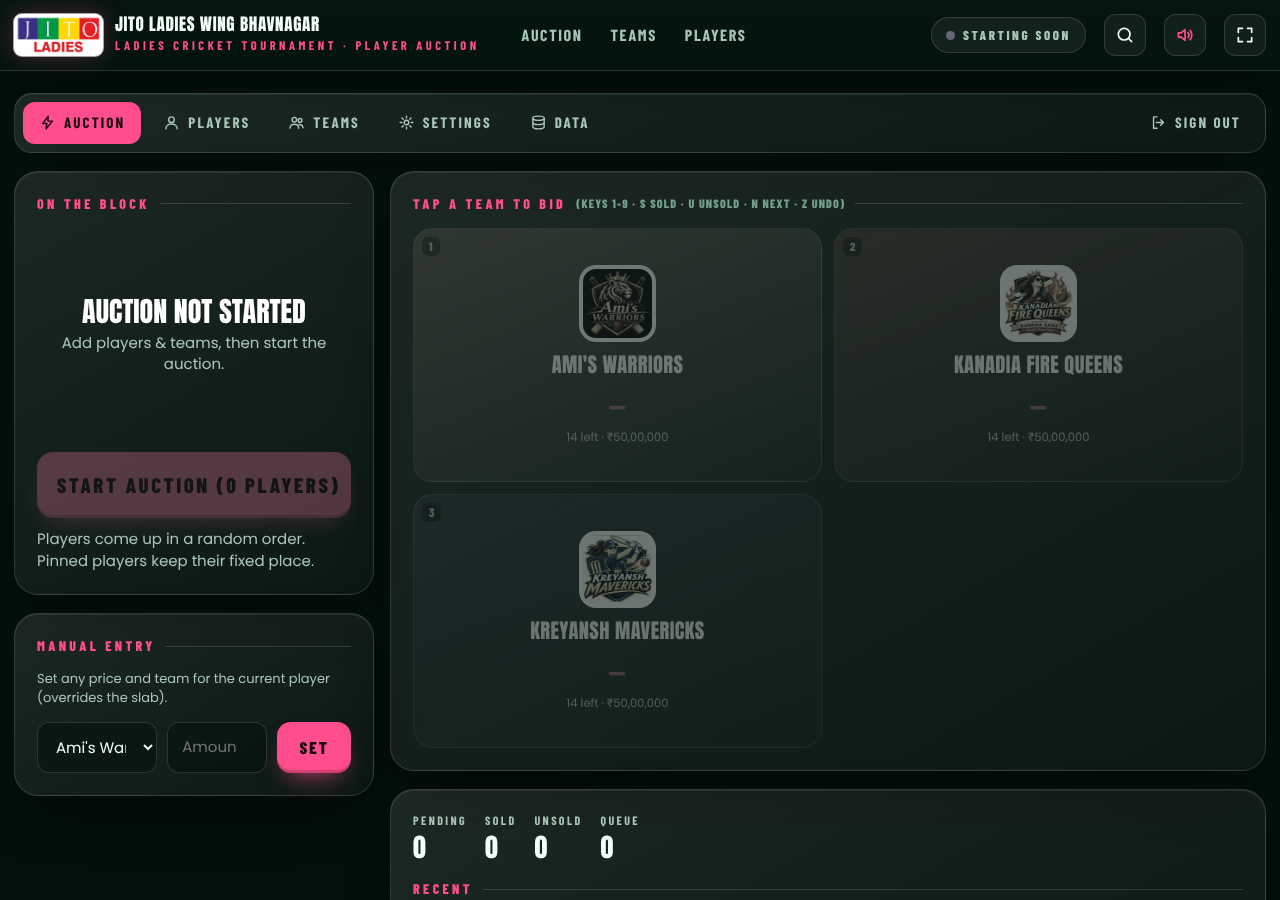 JITO
LADIES
JITO LADIES WING BHAVNAGAR
LADIES CRICKET TOURNAMENT · PLAYER AUCTION
AUCTION
TEAMS
PLAYERS
STARTING SOON
AUCTION
PLAYERS
TEAMS
SETTINGS
DATA
SIGN OUT
ON THE BLOCK
AUCTION NOT STARTED
Add players & teams, then start the
auction.
START AUCTION (0 PLAYERS)
Players come up in a random order.
Pinned players keep their fixed place.
MANUAL ENTRY
Set any price and team for the current player
(overrides the slab).
Ami's War
Amoun
SET
TAP A TEAM TO BID (KEYS 1-9 · S SOLD · U UNSOLD · N NEXT · Z UNDO)
1
Ami's
WARRIORS
AMI'S WARRIORS
—
14 left · ₹50,00,000
2
KANADIA
FIRE QUEENS
KANADIA FIRE QUEENS
—
14 left · ₹50,00,000
3
KREYANSH
MAVERICKS
KREYANSH MAVERICKS
—
14 left · ₹50,00,000
PENDING
SOLD
UNSOLD
QUEUE
0
0
0
0
RECENT